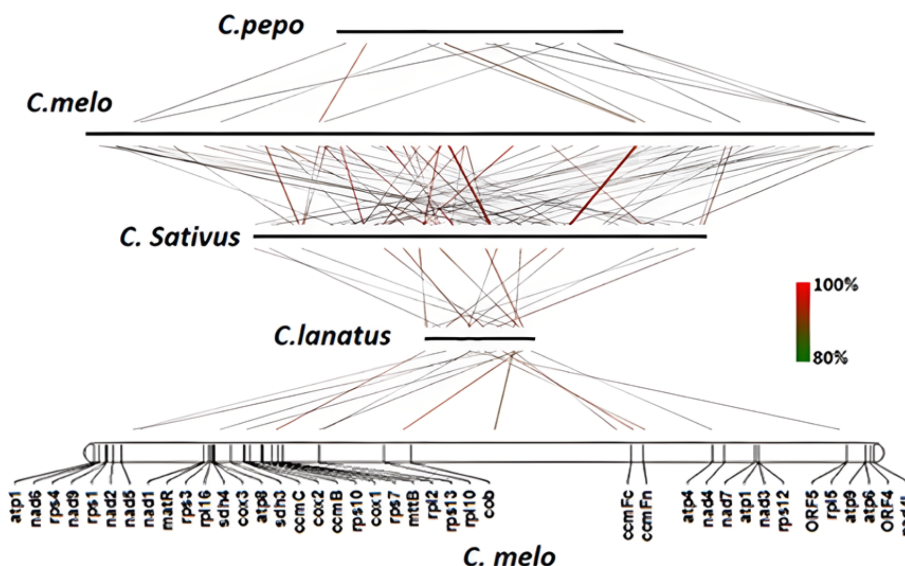 C.pepo
C.melo
C. Sativus
100%
80%
C.lanatus
atp1
nad6
rps4
nad9
rps1
nad2
nad5
nad1
matR
rps3
rpl16
sdh4
cox3
atp8
sdh3
ccmC
cox2
ccmB
rps10
cox1
rps7
mttB
rpl2
rps13
rpl10
cob
ccmFc
ccmFn
atp4
nad4
nad7
atp1
nad3
rps12
ORF5
rpl5
atp9
atp6
ORF4
C. melo